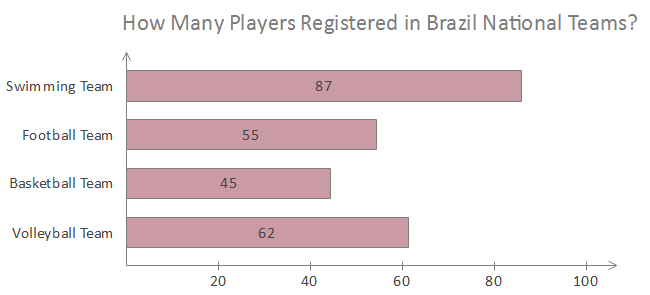 How Many Players Registered in Brazil National Teams?
Swimming Team 87
Football Team 55
Basketball Team 45
Volleyball Team 62
20 40 60 80 100